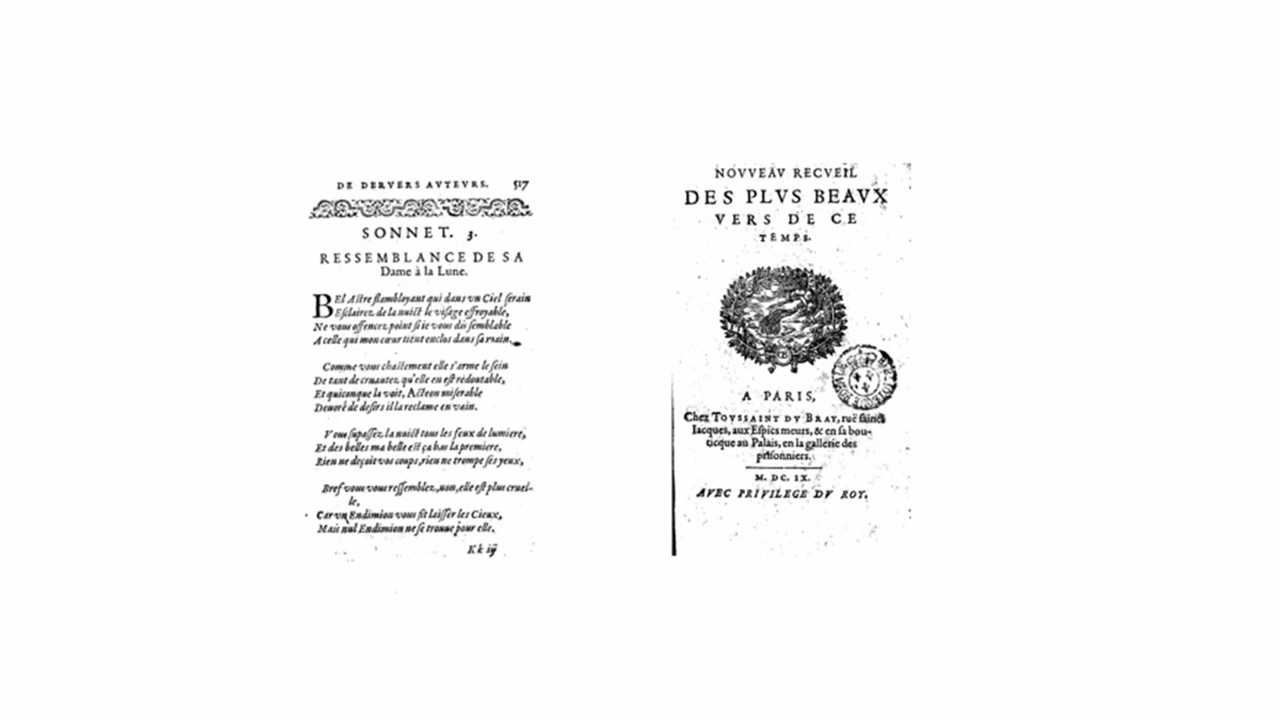 DE DERVERS AVTEVRS. 517
SONNET. 3.
RESSEMBLANCE DE SA
Dame à la Lune.
BEl Aſtre flamboyant qui dans vn Ciel ſerain
Eſclairez de la nuict le viſage effroyable,
Ne vous offencez point ſi ie vous dis ſemblable
A celle qui mon cœur tient enclos dans ſa main.
Comme vous chaſtement elle s'arme le ſein
De tant de cruautez qu'elle en eſt redoutable,
Et quiconque la voit, Acteon miſerable
Deuoré de deſirs il la reclame en vain.
Vous ſupaſſez la nuict tous les feux de lumiere,
Et des belles ma belle eſt ça bas la premiere,
Rien ne deçoit vos coups, rien ne trompe ſes yeux,
Bref vous vous reſſemblez, non, elle eſt plus cruel-
le,
Car vn Endimion vous fit laiſſer les Cieux,
Mais nul Endimion ne ſe trouue pour elle.
Kk iij
NOVVEAV RECVEIL
DES PLVS BEAVX
VERS DE CE
TEMPS.
A PARIS,
Chez TOVSSAINT DV BRAY, ruë ſainct
Iacques, aux Eſpics meurs, & en ſa bou-
ticque au Palais, en la gallerie des
priſonniers.
M. DC. IX.
AVEC PRIVILEGE DV ROY.